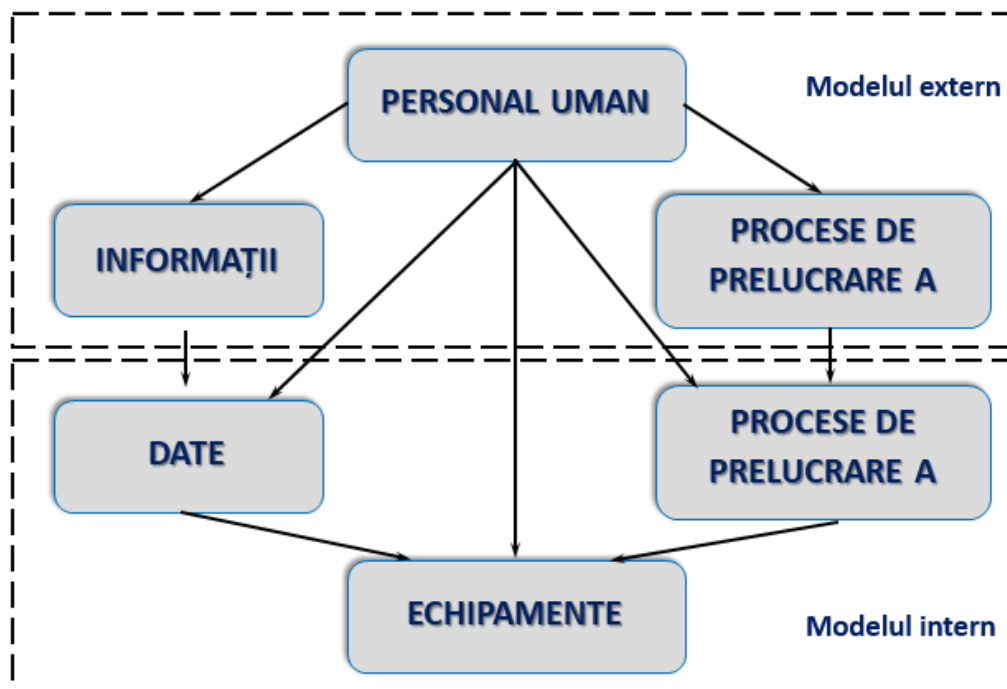 PERSONAL UMAN
Modelul extern
INFORMAȚII
PROCESE DE
PRELUCRARE A
DATE
PROCESE DE
PRELUCRARE A
ECHIPAMENTE
Modelul intern